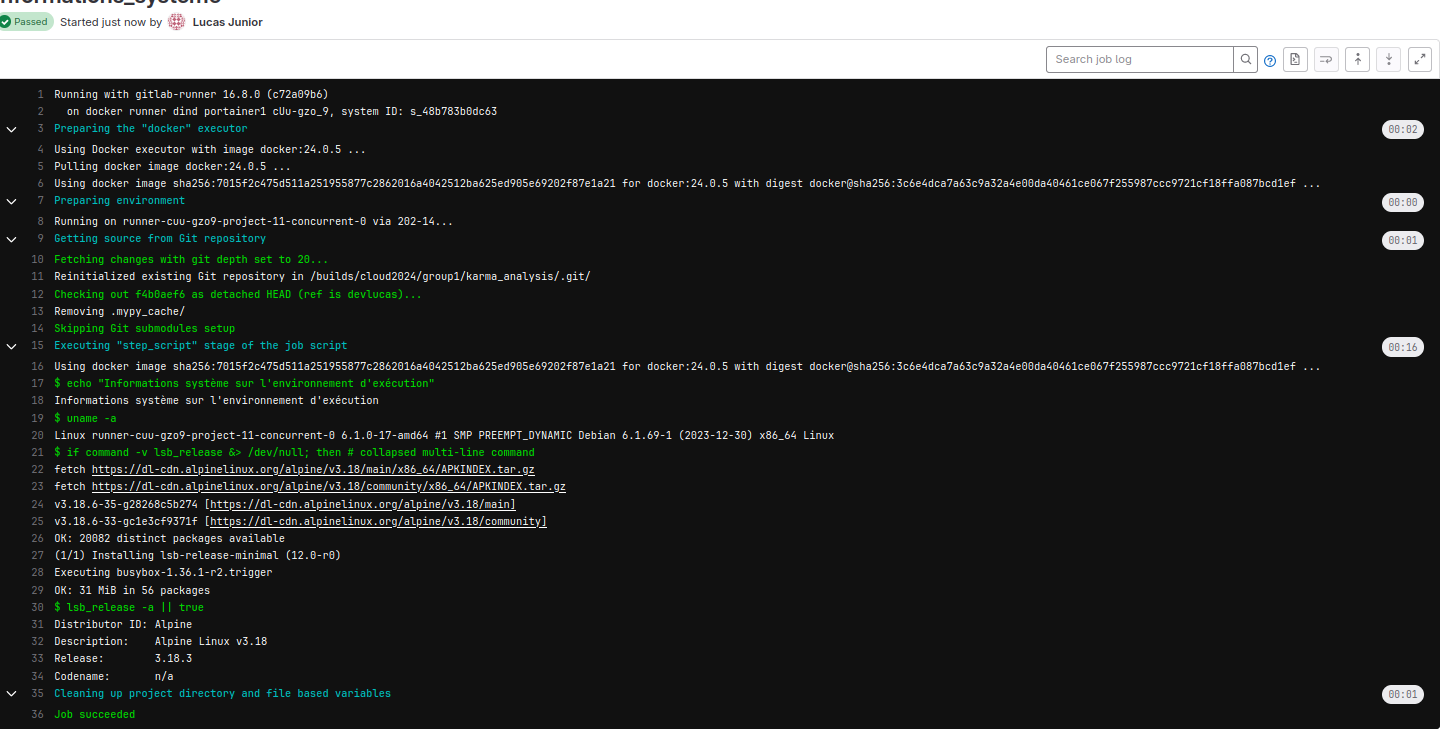 informations_systeme
Passed Started just now by Lucas Junior
Search job log
1 Running with gitlab-runner 16.8.0 (c72a09b6)
2 on docker runner dind portainer1 cUu-gzo_9, system ID: s_48b783b0dc63
3 Preparing the "docker" executor 00:02
4 Using Docker executor with image docker:24.0.5 ...
5 Pulling docker image docker:24.0.5 ...
6 Using docker image sha256:7015f2c475d511a251955877c2862016a4042512ba625ed905e69202f87e1a21 for docker:24.0.5 with digest docker@sha256:3c6e4dca7a63c9a32a4e00da40461ce067f255987ccc9721cf18ffa087bcd1ef ...
7 Preparing environment 00:00
8 Running on runner-cuu-gzo9-project-11-concurrent-0 via 202-14...
9 Getting source from Git repository 00:01
10 Fetching changes with git depth set to 20...
11 Reinitialized existing Git repository in /builds/cloud2024/group1/karma_analysis/.git/
12 Checking out f4b0aef6 as detached HEAD (ref is devlucas)...
13 Removing .mypy_cache/
14 Skipping Git submodules setup
15 Executing "step_script" stage of the job script 00:16
16 Using docker image sha256:7015f2c475d511a251955877c2862016a4042512ba625ed905e69202f87e1a21 for docker:24.0.5 with digest docker@sha256:3c6e4dca7a63c9a32a4e00da40461ce067f255987ccc9721cf18ffa087bcd1ef ...
17 $ echo "Informations système sur l'environnement d'exécution"
18 Informations système sur l'environnement d'exécution
19 $ uname -a
20 Linux runner-cuu-gzo9-project-11-concurrent-0 6.1.0-17-amd64 #1 SMP PREEMPT_DYNAMIC Debian 6.1.69-1 (2023-12-30) x86_64 Linux
21 $ if command -v lsb_release &> /dev/null; then # collapsed multi-line command
22 fetch https://dl-cdn.alpinelinux.org/alpine/v3.18/main/x86_64/APKINDEX.tar.gz
23 fetch https://dl-cdn.alpinelinux.org/alpine/v3.18/community/x86_64/APKINDEX.tar.gz
24 v3.18.6-35-g28268c5b274 [https://dl-cdn.alpinelinux.org/alpine/v3.18/main]
25 v3.18.6-33-gc1e3cf9371f [https://dl-cdn.alpinelinux.org/alpine/v3.18/community]
26 OK: 20082 distinct packages available
27 (1/1) Installing lsb-release-minimal (12.0-r0)
28 Executing busybox-1.36.1-r2.trigger
29 OK: 31 MiB in 56 packages
30 $ lsb_release -a || true
31 Distributor ID: Alpine
32 Description: Alpine Linux v3.18
33 Release: 3.18.3
34 Codename: n/a
35 Cleaning up project directory and file based variables 00:01
36 Job succeeded